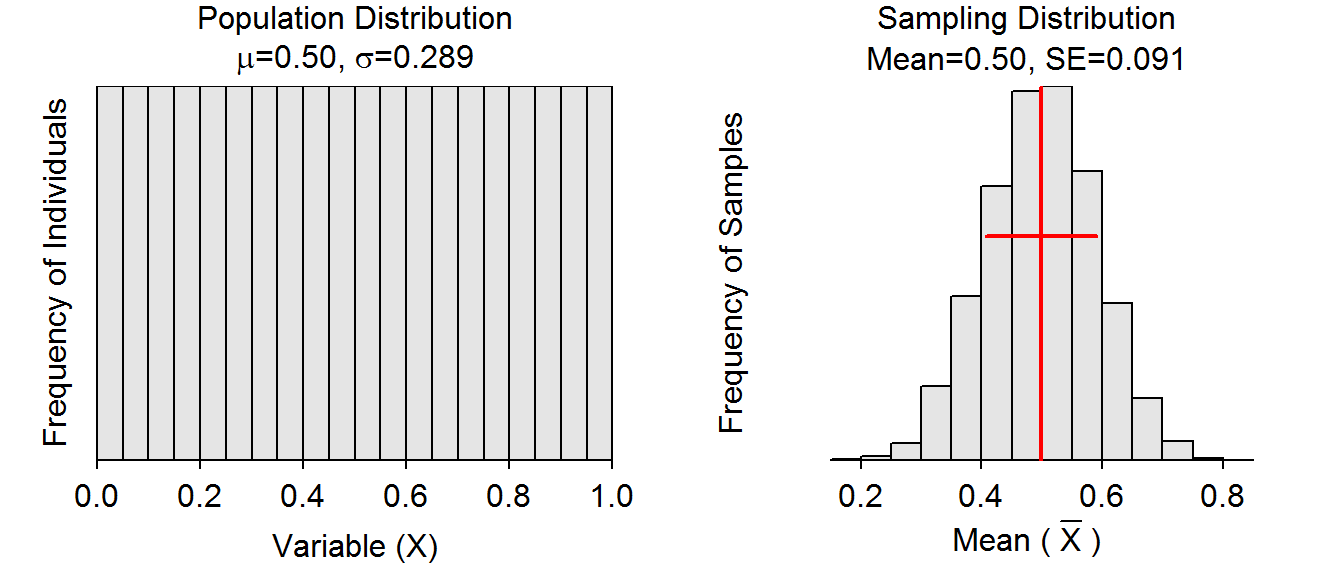 Population Distribution
μ=0.50, σ=0.289
Frequency of Individuals
0.0 0.2 0.4 0.6 0.8 1.0
Variable (X)
Sampling Distribution
Mean=0.50, SE=0.091
Frequency of Samples
0.2 0.4 0.6 0.8
Mean ( X̅ )